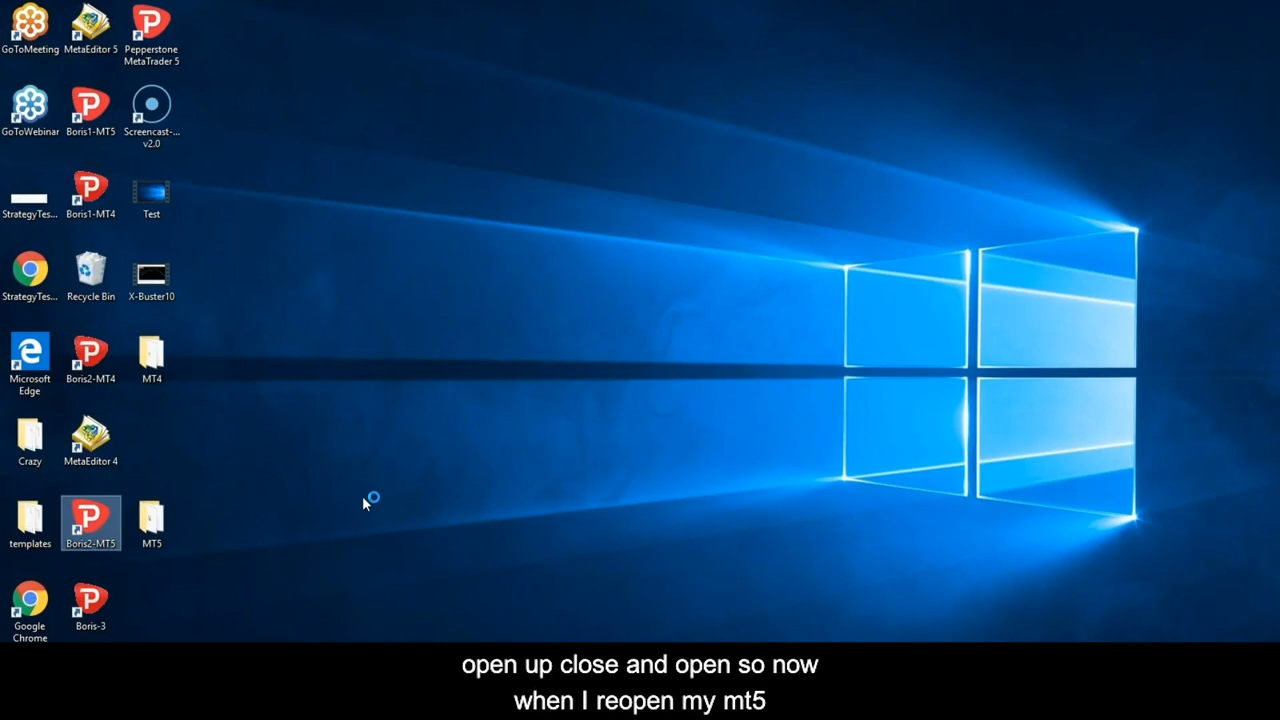 GoToMeeting
MetaEditor 5
Pepperstone
MetaTrader 5
GoToWebinar
Boris1-MT5
Screencast-...
v2.0
StrategyTes...
Boris1-MT4
Test
StrategyTes...
Recycle Bin
X-Buster10
Microsoft
Edge
Boris2-MT4
MT4
Crazy
MetaEditor 4
templates
Boris2-MT5
MT5
Google
Chrome
Boris-3
open up close and open so now
when I reopen my mt5